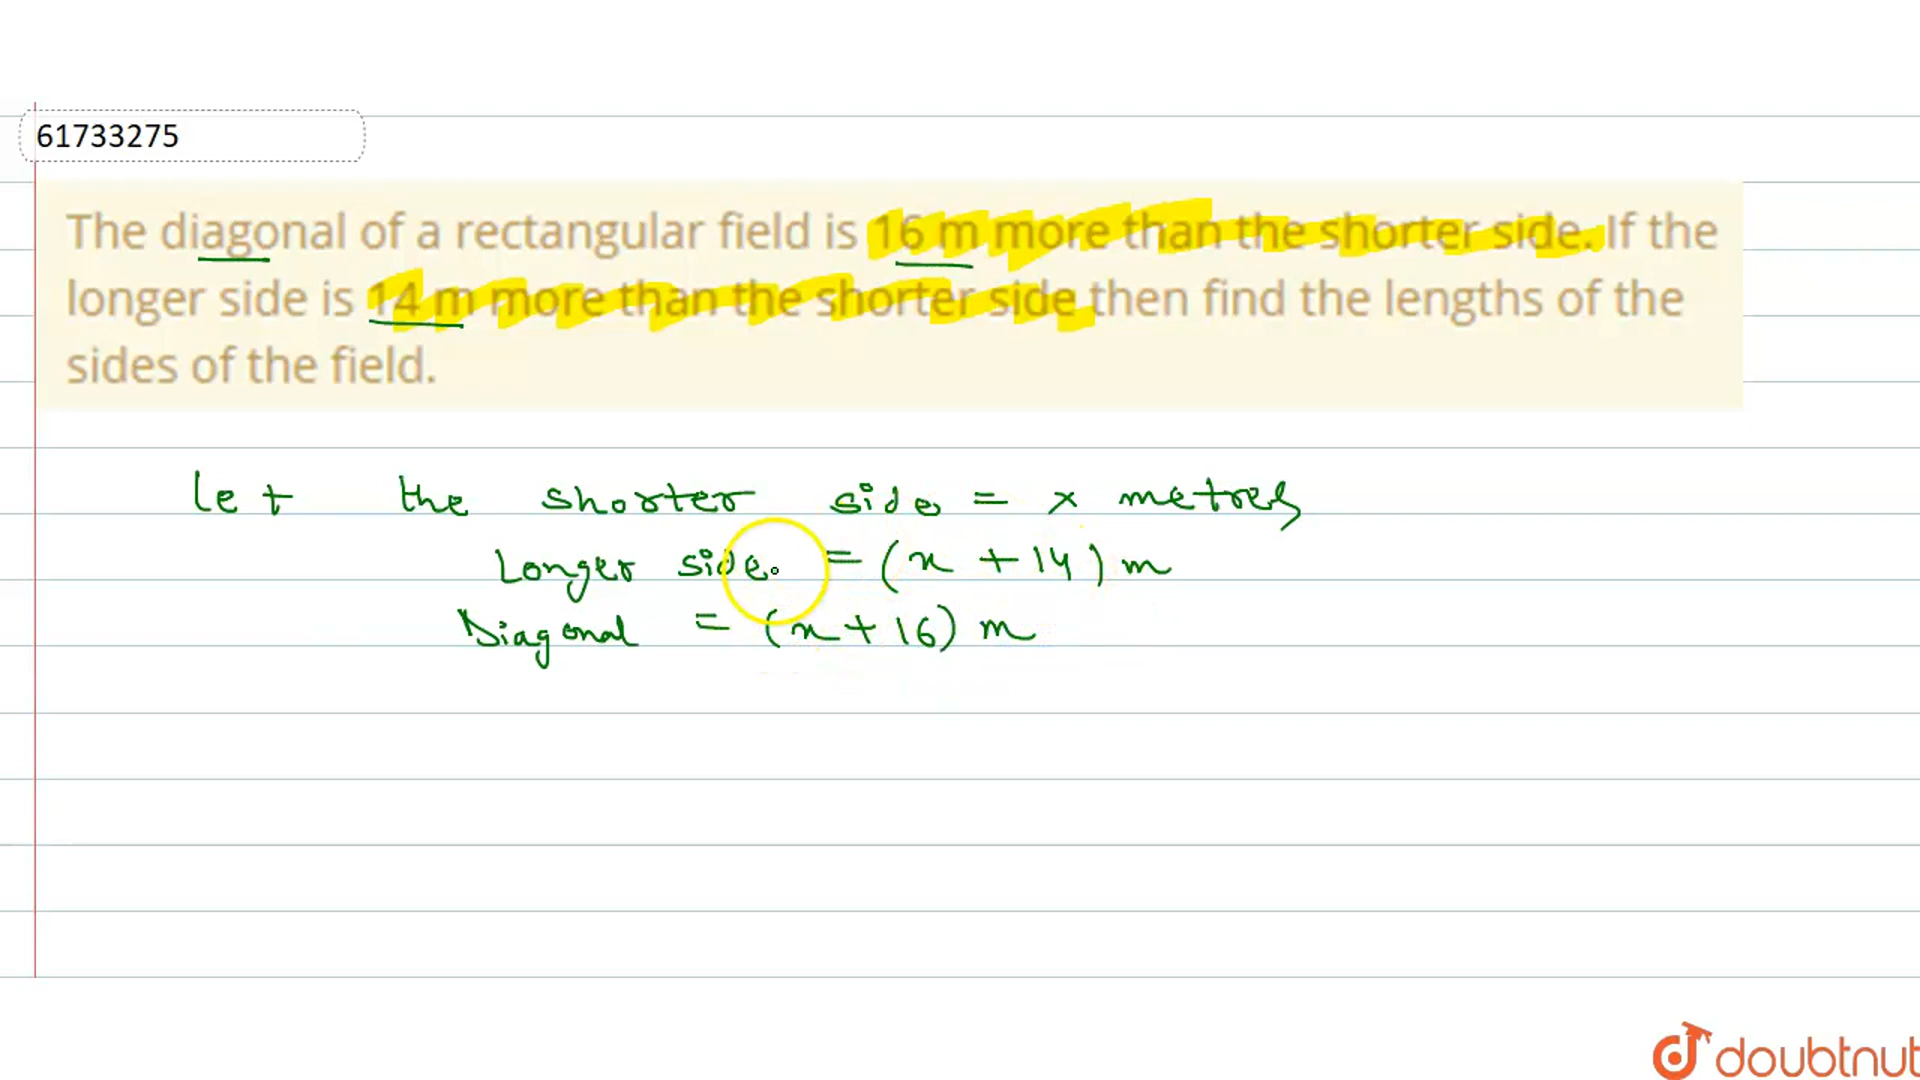 61733275
The diagonal of a rectangular field is 16 m more than the shorter side. If the
longer side is 14 m more than the shorter side then find the lengths of the
sides of the field.
Let the shorter side = x metres
Longer side = (x + 14) m
Diagonal = (x + 16) m
doubtnut